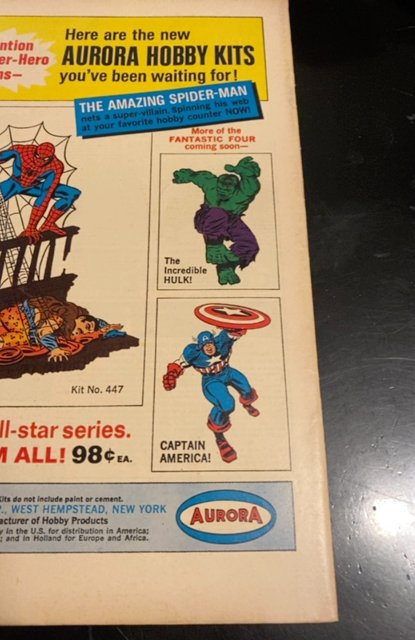 ntion
er-Hero
ns—
Here are the new
AURORA HOBBY KITS
you've been waiting for!
THE AMAZING SPIDER-MAN
nets a super-villain, spinning his web
at your favorite hobby counter NOW!
More of the
FANTASTIC FOUR
coming soon—
The
Incredible
HULK!
Kit No. 447
CAPTAIN
AMERICA!
ll-star series.
M ALL! 98¢ EA.
Kits do not include paint or cement.
., WEST HEMPSTEAD, NEW YORK
acturer of Hobby Products
y in the U.S. for distribution in America;
; and in Holland for Europe and Africa.
AURORA